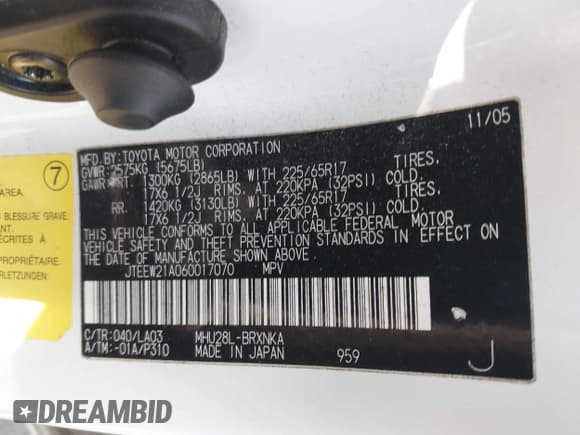 11/05
MFD.BY:TOYOTA MOTOR CORPORATION
GVWR:2575KG (5675LB)
GAWR FRT. 1300KG (2865LB) WITH 225/65R17 TIRES,
17X6 1/2J RIMS, AT 220KPA (32PSI) COLD.
RR. 1420KG (3130LB) WITH 225/65R17 TIRES,
17X6 1/2J RIMS, AT 220KPA (32PSI) COLD.
THIS VEHICLE CONFORMS TO ALL APPLICABLE FEDERAL MOTOR
VEHICLE SAFETY AND BUMPER STANDARDS IN EFFECT ON
THE DATE OF MANUFACTURE SHOWN ABOVE.
JTEEW21A060017070 MPV
C/TR:040/LA03 MHU28L-BRXNKA
A/TM:-01A/P310 MADE IN JAPAN 959 J
7
AREA.
BLESSURE GRAVE
DÉCRITES À
PROPRIÉTAIRE.
ERLES.
DREAMBID